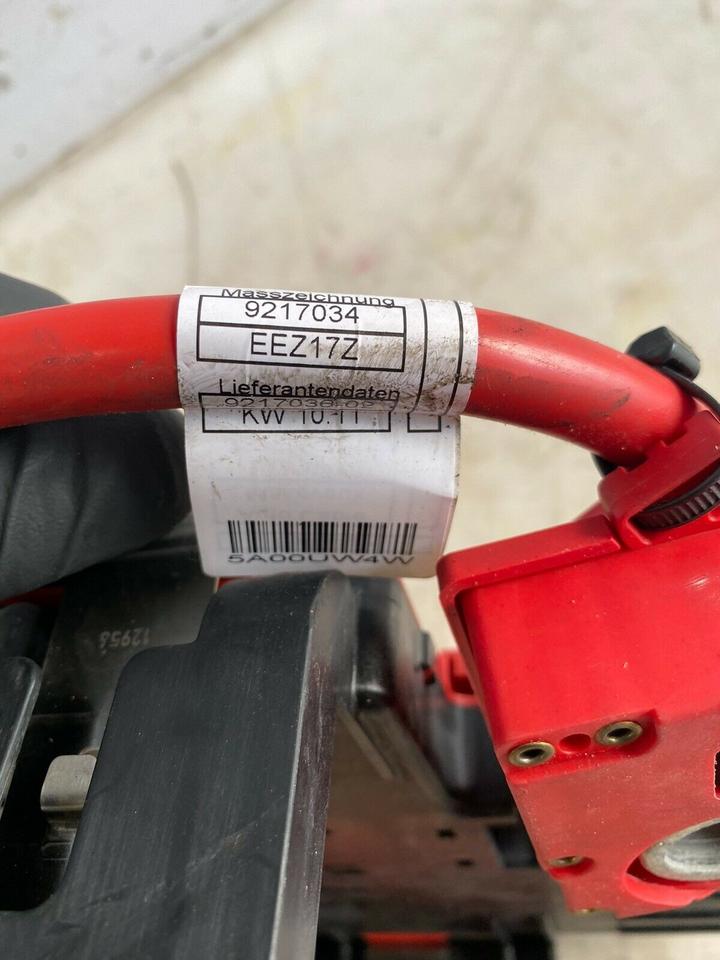 Masszeichnung
9217034
EEZ17Z
Lieferantendaten
KW 10.11
5A00UW4W